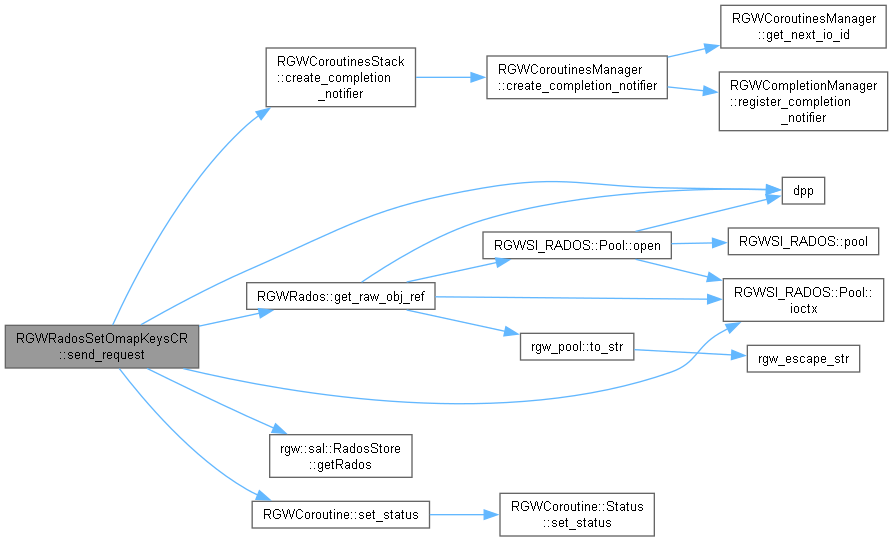 RGWCoroutinesManager
::get_next_io_id
RGWCoroutinesStack
::create_completion
_notifier
RGWCoroutinesManager
::create_completion_notifier
RGWCompletionManager
::register_completion
_notifier
dpp
RGWSI_RADOS::Pool::open
RGWSI_RADOS::pool
RGWRados::get_raw_obj_ref
RGWSI_RADOS::Pool::
ioctx
RGWRadosSetOmapKeysCR
::send_request
rgw_pool::to_str
rgw_escape_str
rgw::sal::RadosStore
::getRados
RGWCoroutine::set_status
RGWCoroutine::Status
::set_status